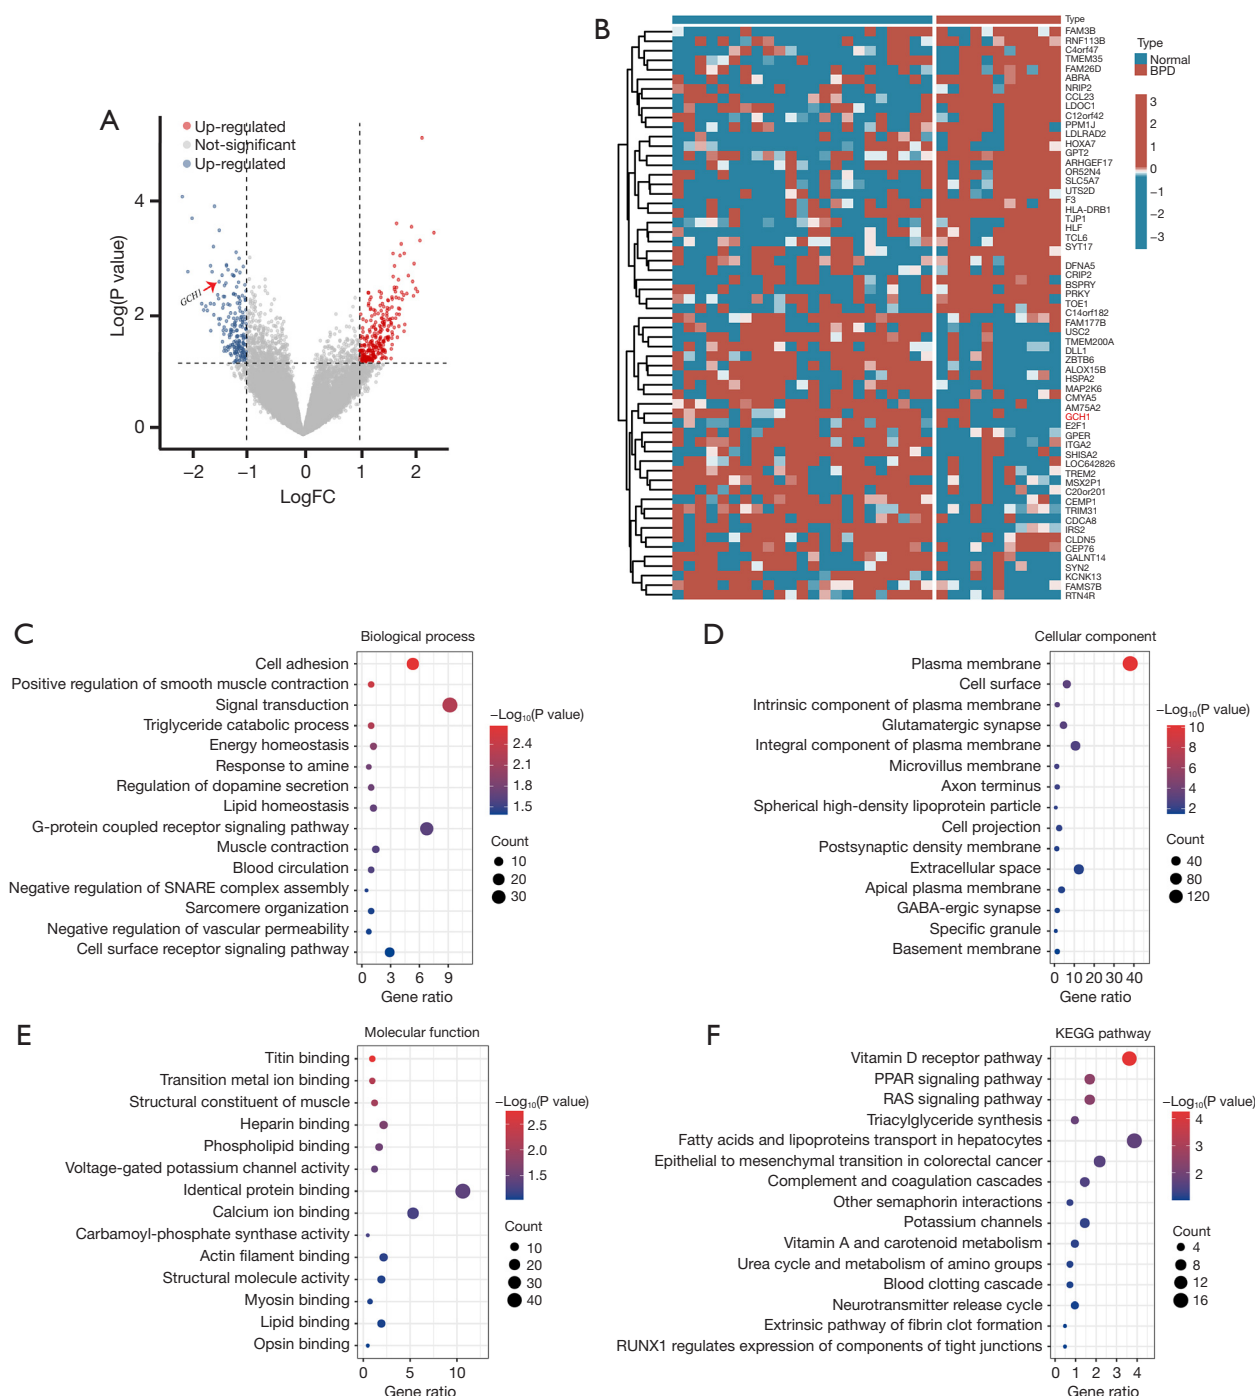 A
Up-regulated
Not-significant
Up-regulated
GCH1
Log(P value)
4
2
0
−2
−1
0
1
2
LogFC
B
Type
FAM3B
RNF113B
C4orf47
TMEM35
FAM26D
ABRA
NRIP2
CCL23
LDOC1
C12orf42
PPM1J
LDLRAD2
HOXA7
GPT2
ARHGEF17
OR52N4
SLC5A7
UTS2D
F3
HLA-DRB1
TJP1
HLF
TCL6
SYT17
DFNA5
CRIP2
BSPRY
PRKY
TOE1
C14orf182
FAM177B
USC2
TMEM200A
DLL1
ZBTB6
ALOX15B
HSPA2
MAP2K6
CMYA5
AM75A2
GCH1
E2F1
GPER
ITGA2
SHISA2
LOC642826
TREM2
MSX2P1
C20or201
CEMP1
TRIM31
CDCA8
IRS2
CLDN5
CEP76
GALNT14
SYN2
KCNK13
FAMS7B
RTN4R
Type
Normal
BPD
3
2
1
0
−1
−2
−3
C
Biological process
Cell adhesion
Positive regulation of smooth muscle contraction
Signal transduction
Triglyceride catabolic process
Energy homeostasis
Response to amine
Regulation of dopamine secretion
Lipid homeostasis
G-protein coupled receptor signaling pathway
Muscle contraction
Blood circulation
Negative regulation of SNARE complex assembly
Sarcomere organization
Negative regulation of vascular permeability
Cell surface receptor signaling pathway
0 3 6 9
Gene ratio
−Log10(P value)
2.4
2.1
1.8
1.5
Count
10
20
30
D
Cellular component
Plasma membrane
Cell surface
Intrinsic component of plasma membrane
Glutamatergic synapse
Integral component of plasma membrane
Microvillus membrane
Axon terminus
Spherical high-density lipoprotein particle
Cell projection
Postsynaptic density membrane
Extracellular space
Apical plasma membrane
GABA-ergic synapse
Specific granule
Basement membrane
0 10 20 30 40
Gene ratio
−Log10(P value)
10
8
6
4
2
Count
40
80
120
E
Molecular function
Titin binding
Transition metal ion binding
Structural constituent of muscle
Heparin binding
Phospholipid binding
Voltage-gated potassium channel activity
Identical protein binding
Calcium ion binding
Carbamoyl-phosphate synthase activity
Actin filament binding
Structural molecule activity
Myosin binding
Lipid binding
Opsin binding
0 5 10
Gene ratio
−Log10(P value)
2.5
2.0
1.5
Count
10
20
30
40
F
KEGG pathway
Vitamin D receptor pathway
PPAR signaling pathway
RAS signaling pathway
Triacylglyceride synthesis
Fatty acids and lipoproteins transport in hepatocytes
Epithelial to mesenchymal transition in colorectal cancer
Complement and coagulation cascades
Other semaphorin interactions
Potassium channels
Vitamin A and carotenoid metabolism
Urea cycle and metabolism of amino groups
Blood clotting cascade
Neurotransmitter release cycle
Extrinsic pathway of fibrin clot formation
RUNX1 regulates expression of components of tight junctions
0 1 2 3 4
Gene ratio
−Log10(P value)
4
3
2
Count
4
8
12
16